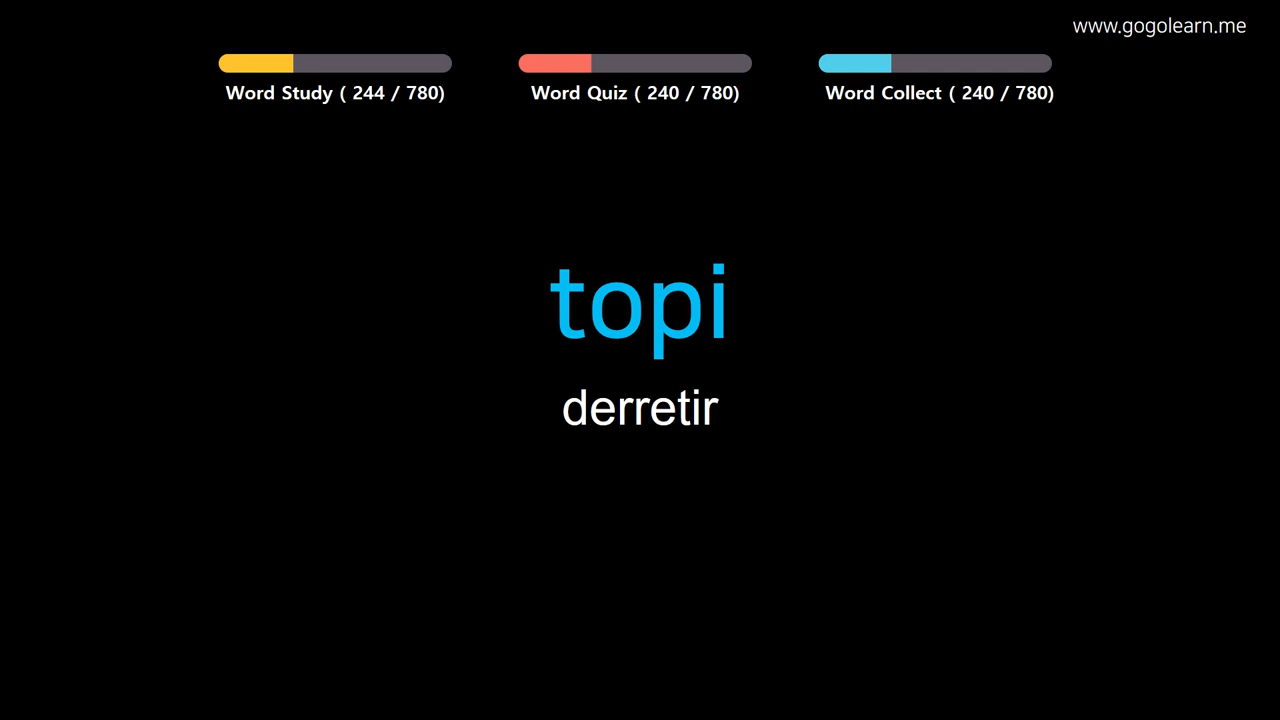 www.gogolearn.me
Word Study ( 244 / 780)
Word Quiz ( 240 / 780)
Word Collect ( 240 / 780)
topi
derretir